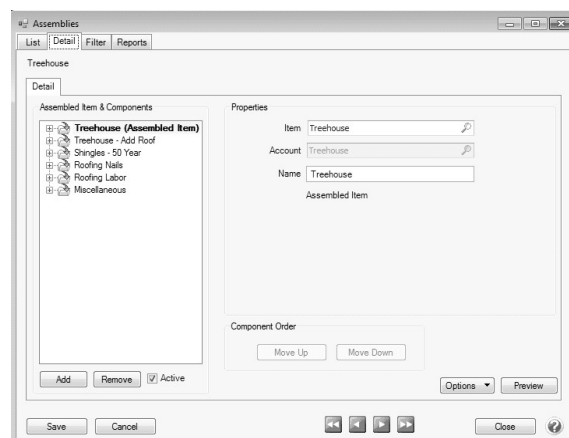 Assemblies
List Detail Filter Reports
Treehouse
Detail
Assembled Item & Components
Treehouse (Assembled Item)
Treehouse - Add Roof
Shingles - 50 Year
Roofing Nails
Roofing Labor
Miscellaneous
Add Remove Active
Properties
Item Treehouse
Account Treehouse
Name Treehouse
Assembled Item
Component Order
Move Up Move Down
Options Preview
Save Cancel Close ?